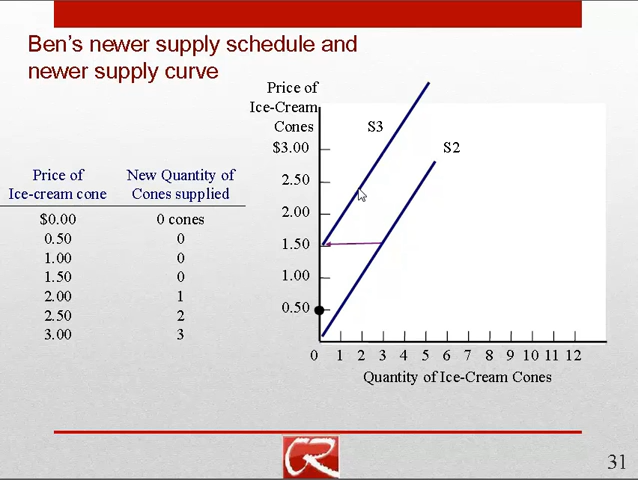 Ben's newer supply schedule and
newer supply curve
Price of
Ice-Cream
Cones
$3.00
2.50
2.00
1.50
1.00
0.50
S3
S2
0 1 2 3 4 5 6 7 8 9 10 11 12
Quantity of Ice-Cream Cones
Price of New Quantity of
Ice-cream cone Cones supplied
$0.00 0 cones
0.50 0
1.00 0
1.50 0
2.00 1
2.50 2
3.00 3
31